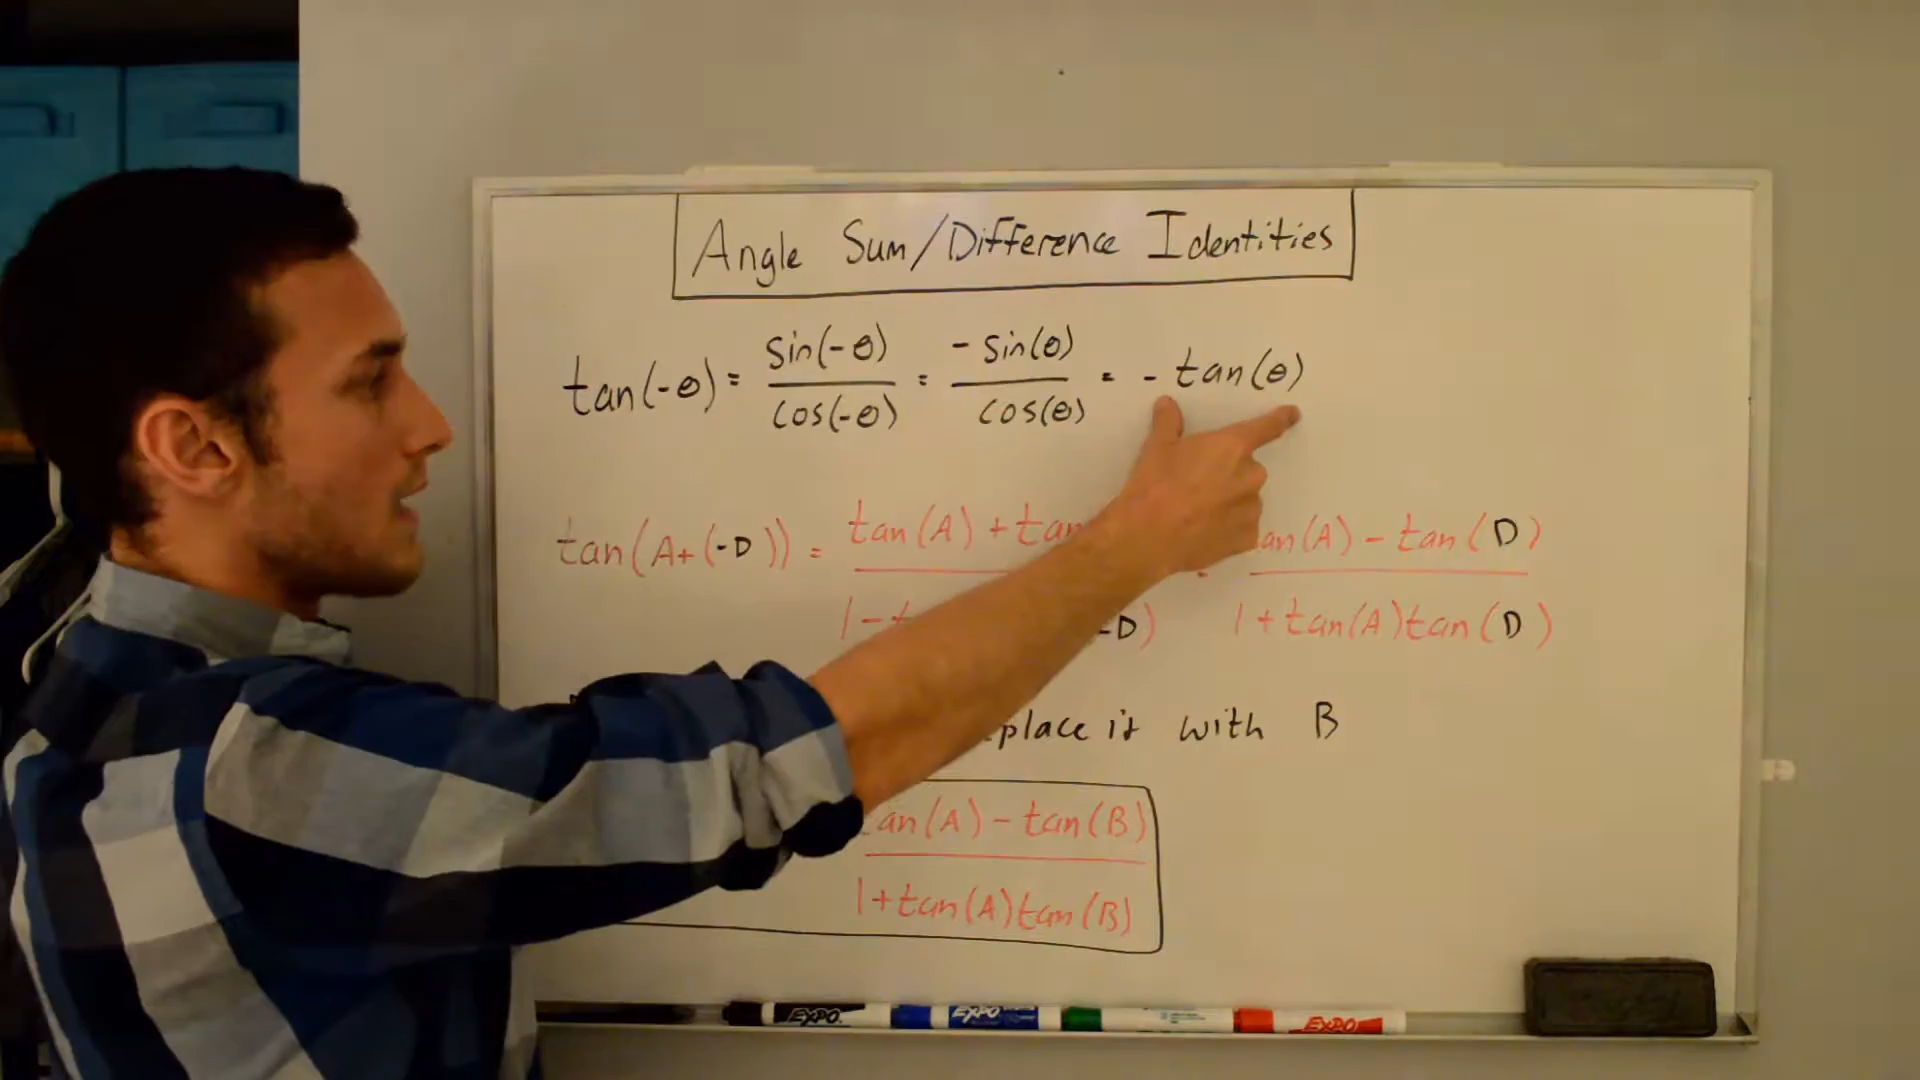 Angle Sum/Difference Identities
tan(-θ) = sin(-θ)/cos(-θ) = -sin(θ)/cos(θ) = -tan(θ)
tan(A+(-D)) = tan(A) + tan = an(A) - tan(D)
1 - t -D) 1 + tan(A)tan(D)
place it with B
an(A) - tan(B)
1+tan(A)tan(B)
EXPO EXPO EXPO